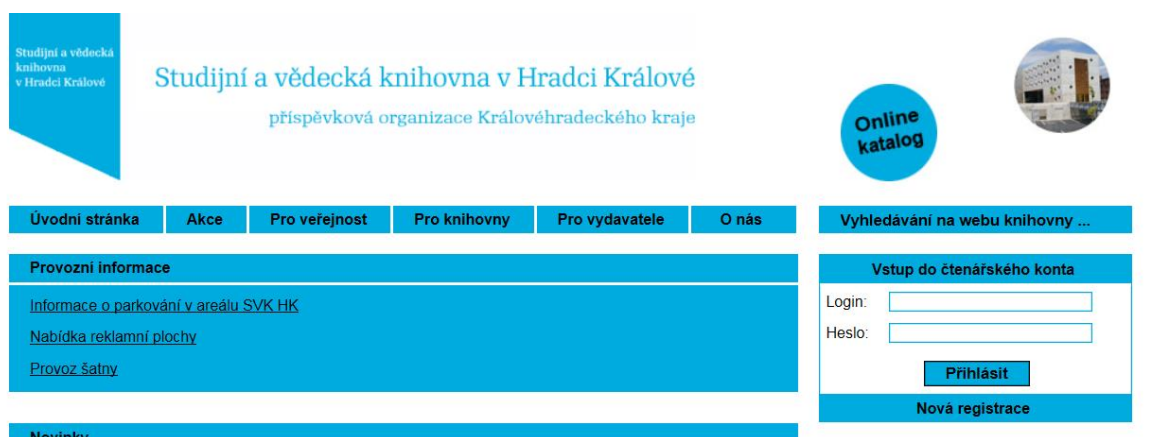 Studijní a vědecká
knihovna
v Hradci Králové
Studijní a vědecká knihovna v Hradci Králové
příspěvková organizace Královéhradeckého kraje
Online
katalog
Úvodní stránka Akce Pro veřejnost Pro knihovny Pro vydavatele O nás
Vyhledávání na webu knihovny ...
Provozní informace
Informace o parkování v areálu SVK HK
Nabídka reklamní plochy
Provoz šatny
Novinky
Vstup do čtenářského konta
Login:
Heslo:
Přihlásit
Nová registrace